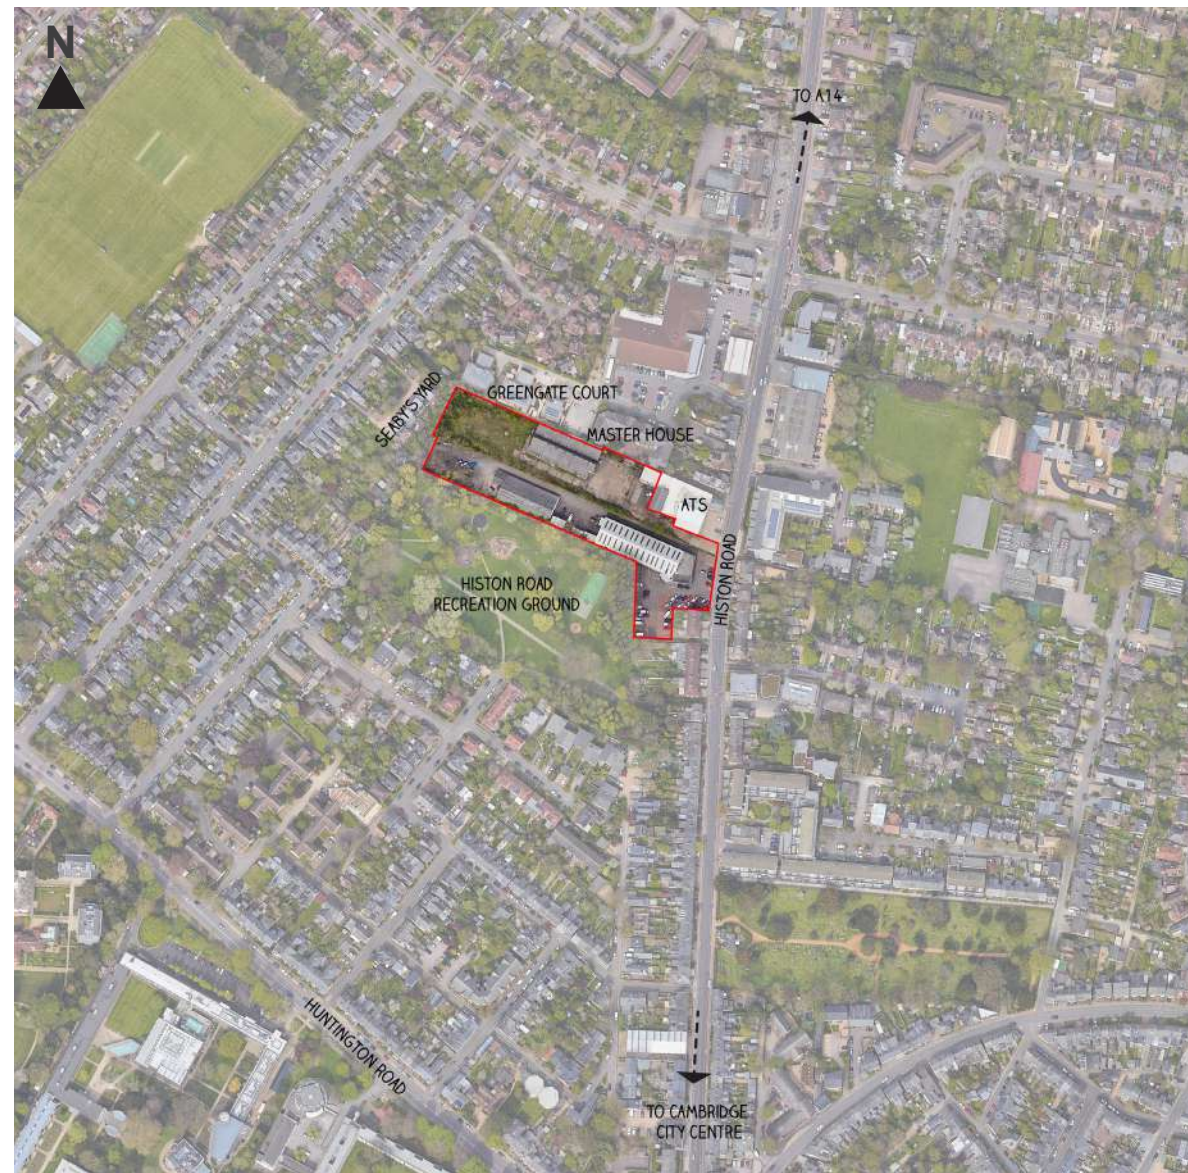 N
TO A14
SEABY'S YARD
GREENGATE COURT
MASTER HOUSE
ATS
HISTON ROAD
HISTON ROAD
RECREATION GROUND
HUNTINGTON ROAD
TO CAMBRIDGE
CITY CENTRE